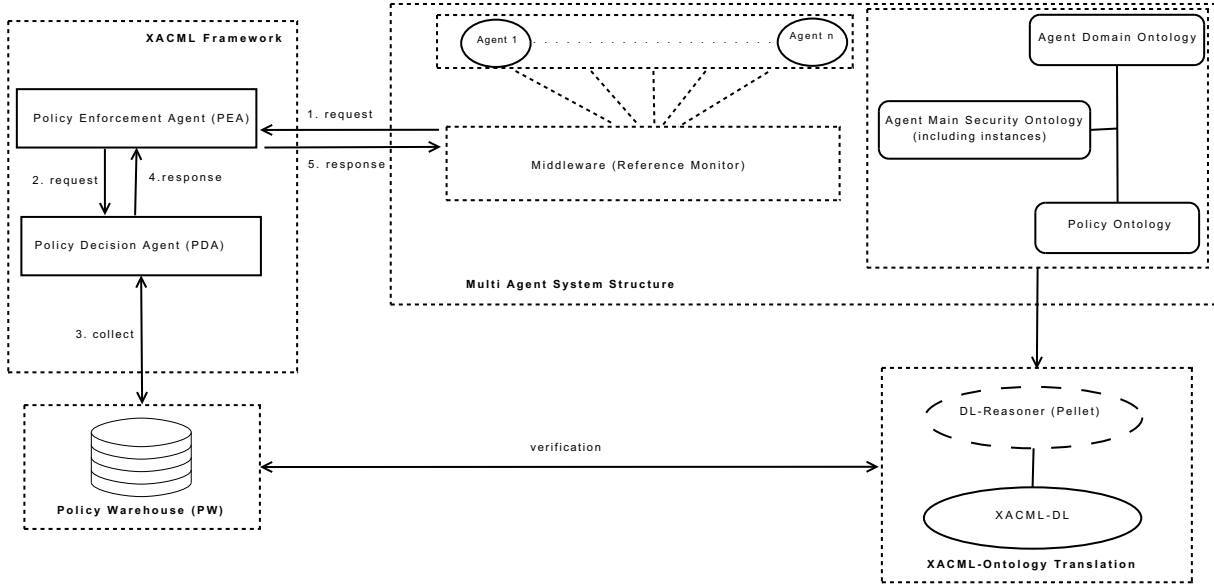 XACML Framework
Policy Enforcement Agent (PEA)
1. request
5. response
2. request
4.response
Policy Decision Agent (PDA)
3. collect
Policy Warehouse (PW)
Agent 1
Agent n
Middleware (Reference Monitor)
Multi Agent System Structure
Agent Domain Ontology
Agent Main Security Ontology
(including instances)
Policy Ontology
verification
DL-Reasoner (Pellet)
XACML-DL
XACML-Ontology Translation